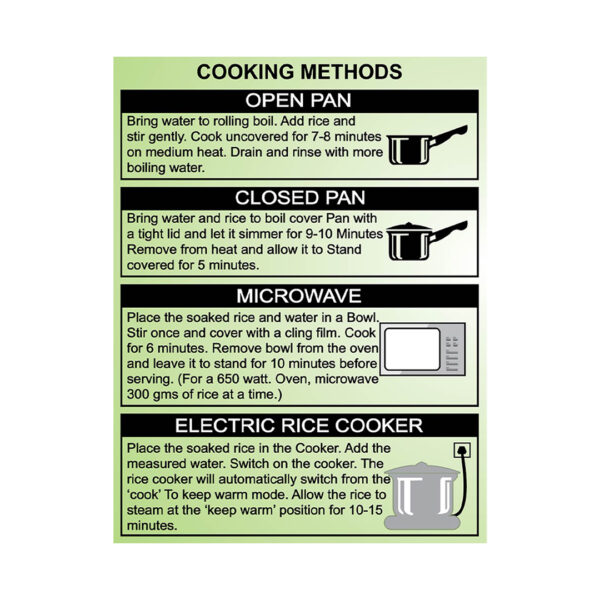 COOKING METHODS
OPEN PAN
Bring water to rolling boil. Add rice and
stir gently. Cook uncovered for 7-8 minutes
on medium heat. Drain and rinse with more
boiling water.
CLOSED PAN
Bring water and rice to boil cover Pan with
a tight lid and let it simmer for 9-10 Minutes
Remove from heat and allow it to Stand
covered for 5 minutes.
MICROWAVE
Place the soaked rice and water in a Bowl.
Stir once and cover with a cling film. Cook
for 6 minutes. Remove bowl from the oven
and leave it to stand for 10 minutes before
serving. (For a 650 watt. Oven, microwave
300 gms of rice at a time.)
ELECTRIC RICE COOKER
Place the soaked rice in the Cooker. Add the
measured water. Switch on the cooker. The
rice cooker will automatically switch from the
‘cook’ To keep warm mode. Allow the rice to
steam at the ‘keep warm’ position for 10-15
minutes.